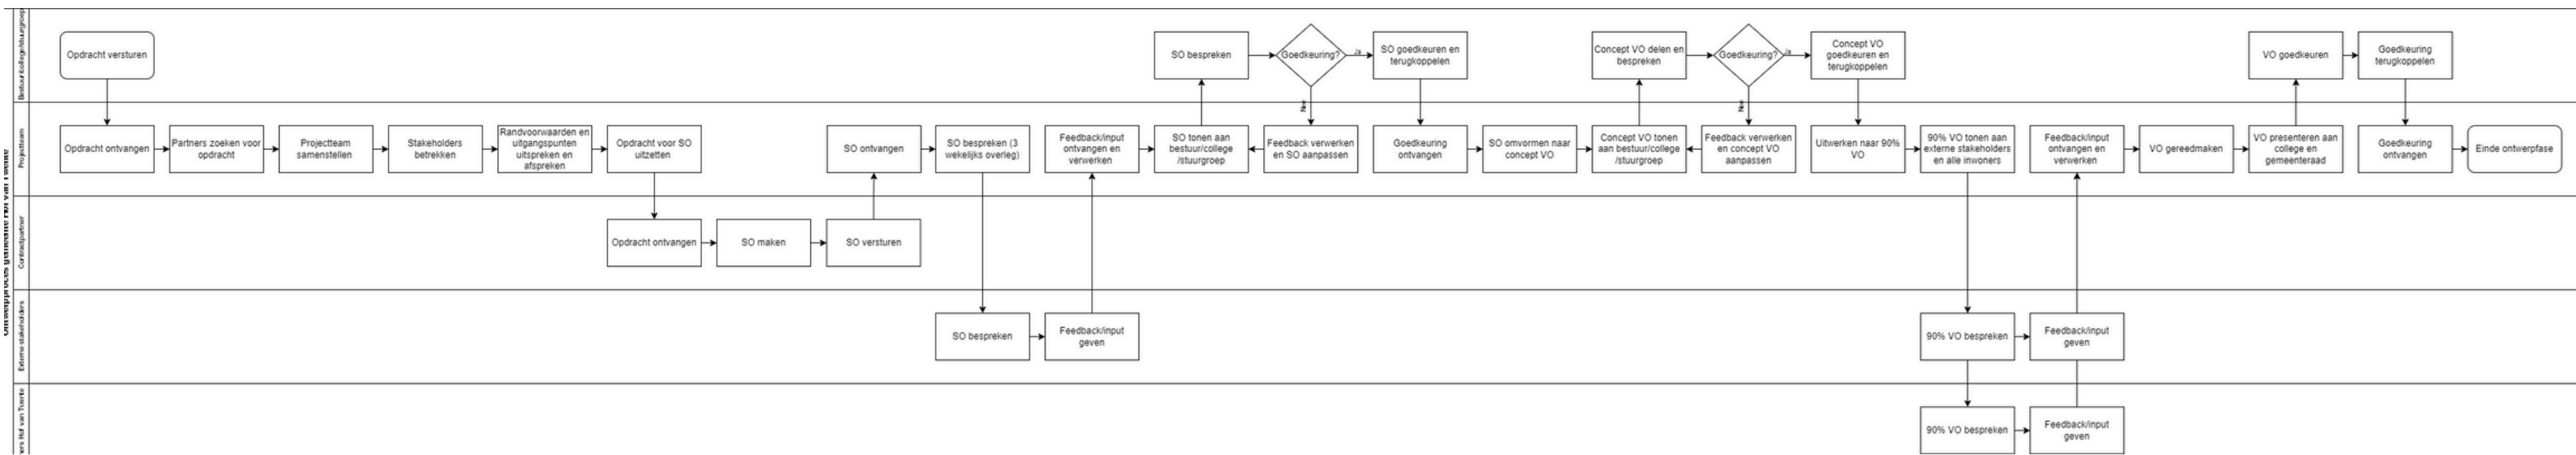 Bestuur/college/stuurgroep
Opdracht versturen
SO bespreken
Goedkeuring?
Ja
Nee
SO goedkeuren en
terugkoppelen
Concept VO delen en
bespreken
Goedkeuring?
Ja
Nee
Concept VO
goedkeuren en
terugkoppelen
VO goedkeuren
Goedkeuring
terugkoppelen
Projectteam
Opdracht ontvangen
Partners zoeken voor
opdracht
Projectteam
samenstellen
Stakeholders
betrekken
Randvoorwaarden en
uitgangspunten
uitspreken en
afspreken
Opdracht voor SO
uitzetten
SO ontvangen
SO bespreken (3
wekelijks overleg)
Feedback/input
ontvangen en
verwerken
SO tonen aan
bestuur/college
/stuurgroep
Feedback verwerken
en SO aanpassen
Goedkeuring
ontvangen
SO omvormen naar
concept VO
Concept VO tonen
aan bestuur/college
/stuurgroep
Feedback verwerken
en concept VO
aanpassen
Uitwerken naar 90%
VO
90% VO tonen aan
externe stakeholders
en alle inwoners
Feedback/input
ontvangen en
verwerken
VO gereedmaken
VO presenteren aan
college en
gemeenteraad
Goedkeuring
ontvangen
Einde ontwerpfase
Contractpartner
Opdracht ontvangen
SO maken
SO versturen
Externe stakeholders
SO bespreken
Feedback/input
geven
90% VO bespreken
Feedback/input
geven
Hof van Twente
90% VO bespreken
Feedback/input
geven